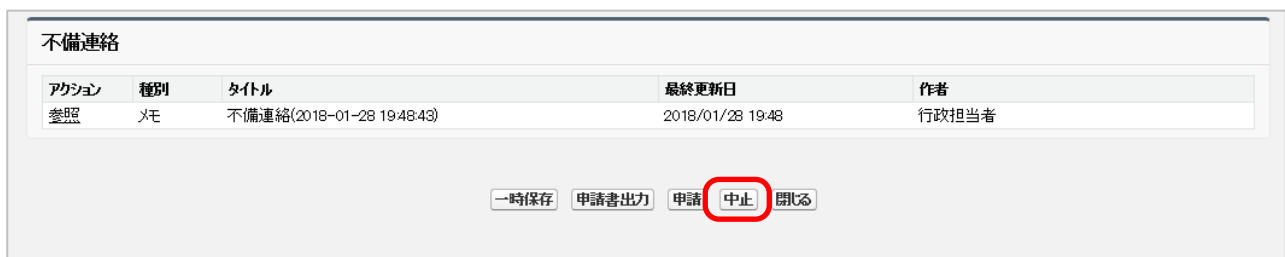 不備連絡
アクション 種別 タイトル 最終更新日 作者
参照 メモ 不備連絡(2018-01-28 19:48:43) 2018/01/28 19:48 行政担当者
一時保存 申請書出力 申請 中止 閉じる